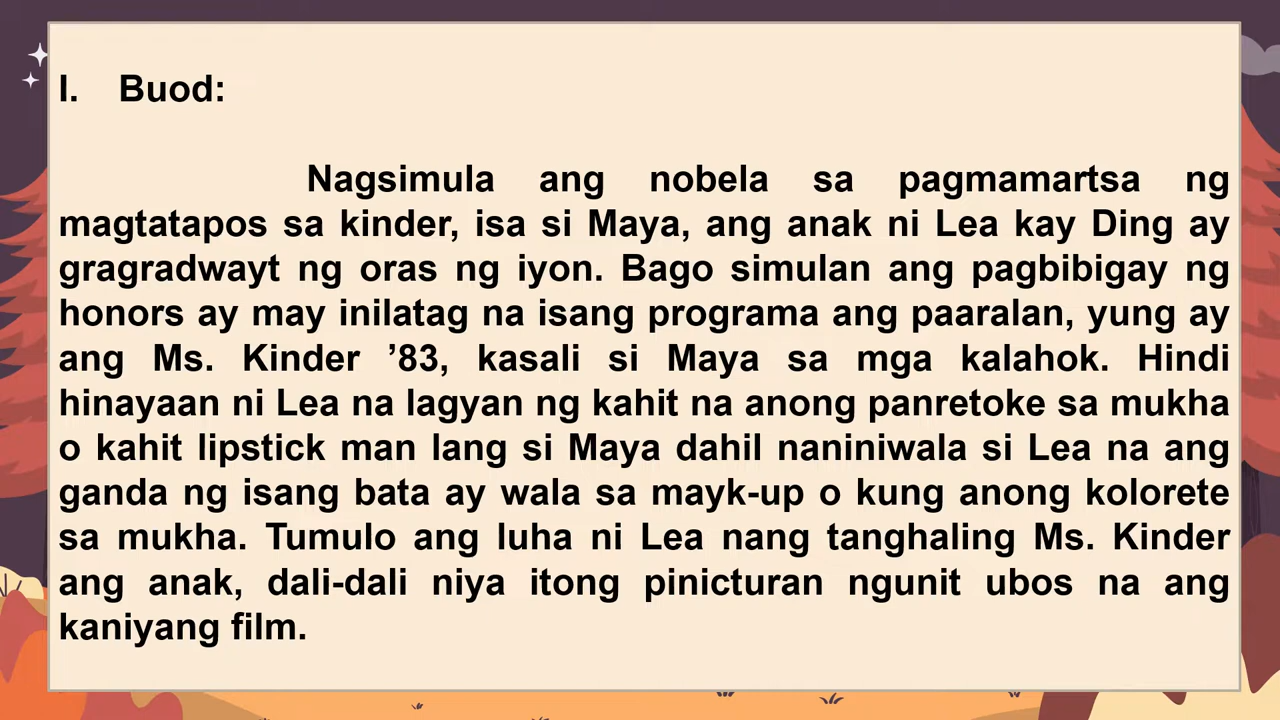 I. Buod:
Nagsimula ang nobela sa pagmamartsa ng
magtatapos sa kinder, isa si Maya, ang anak ni Lea kay Ding ay
gragradwayt ng oras ng iyon. Bago simulan ang pagbibigay ng
honors ay may inilatag na isang programa ang paaralan, yung ay
ang Ms. Kinder ’83, kasali si Maya sa mga kalahok. Hindi
hinayaan ni Lea na lagyan ng kahit na anong panretoke sa mukha
o kahit lipstick man lang si Maya dahil naniniwala si Lea na ang
ganda ng isang bata ay wala sa mayk-up o kung anong kolorete
sa mukha. Tumulo ang luha ni Lea nang tanghaling Ms. Kinder
ang anak, dali-dali niya itong pinicturan ngunit ubos na ang
kaniyang film.